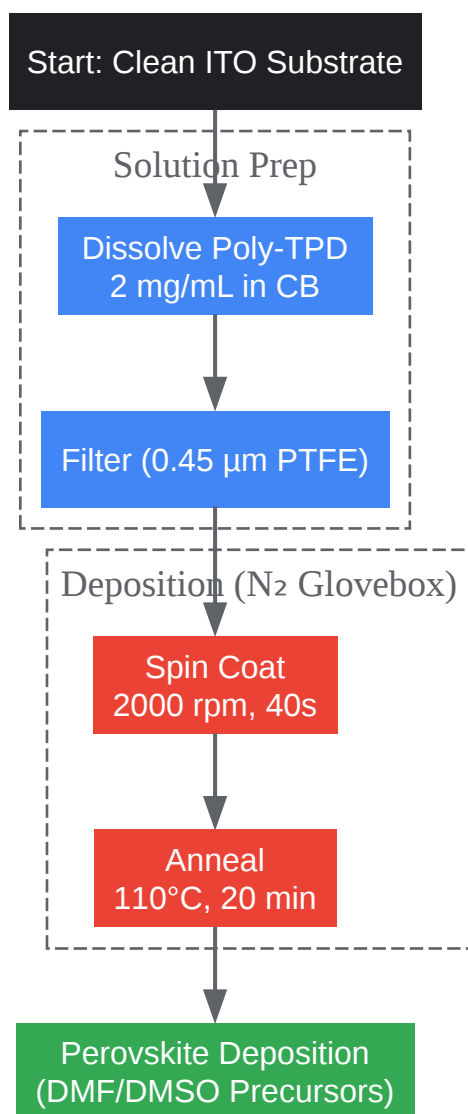 Start: Clean ITO Substrate
Solution Prep
Dissolve Poly-TPD
2 mg/mL in CB
Filter (0.45 µm PTFE)
Deposition (N₂ Glovebox)
Spin Coat
2000 rpm, 40s
Anneal
110°C, 20 min
Perovskite Deposition
(DMF/DMSO Precursors)